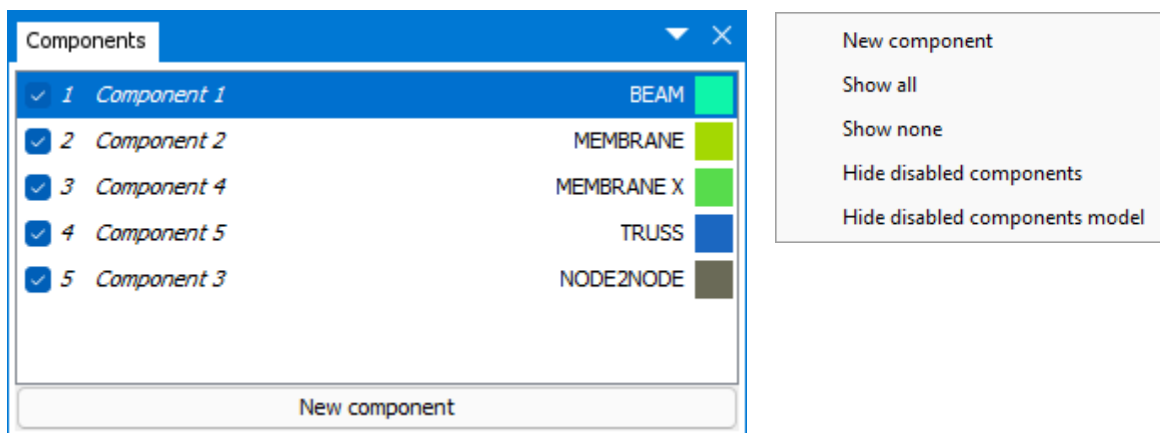 Components
1 Component 1 BEAM
2 Component 2 MEMBRANE
3 Component 4 MEMBRANE X
4 Component 5 TRUSS
5 Component 3 NODE2NODE
New component
New component
Show all
Show none
Hide disabled components
Hide disabled components model